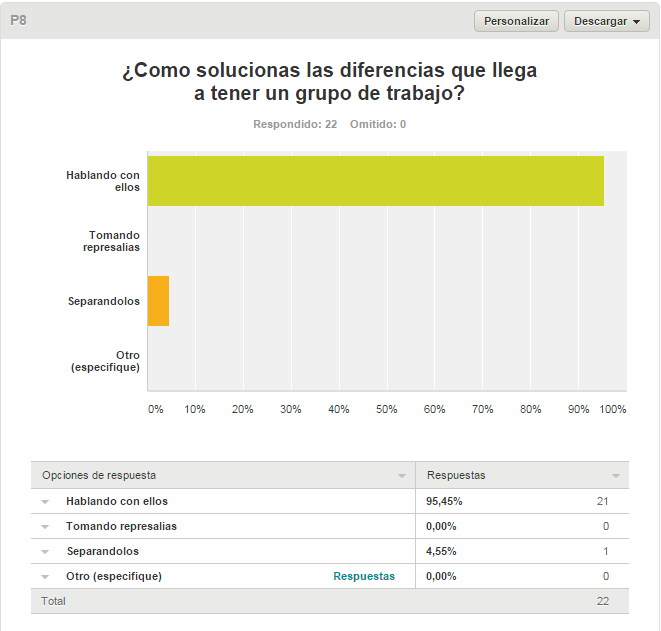 P8
Personalizar Descargar
¿Como solucionas las diferencias que llega
a tener un grupo de trabajo?
Respondido: 22 Omitido: 0
Hablando con
ellos
Tomando
represalias
Separandolos
Otro
(especifique)
0% 10% 20% 30% 40% 50% 60% 70% 80% 90% 100%
Opciones de respuesta Respuestas
Hablando con ellos 95,45% 21
Tomando represalias 0,00% 0
Separandolos 4,55% 1
Otro (especifique) Respuestas 0,00% 0
Total 22